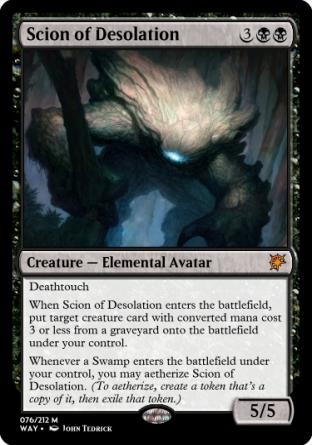 Scion of Desolation 3
Creature — Elemental Avatar
Deathtouch
When Scion of Desolation enters the battlefield,
put target creature card with converted mana cost
3 or less from a graveyard onto the battlefield
under your control.
Whenever a Swamp enters the battlefield under
your control, you may aetherize Scion of
Desolation. (To aetherize, create a token that's a
copy of it, then exile that token.)
5/5
076/212 M
WAY • John Tedrick